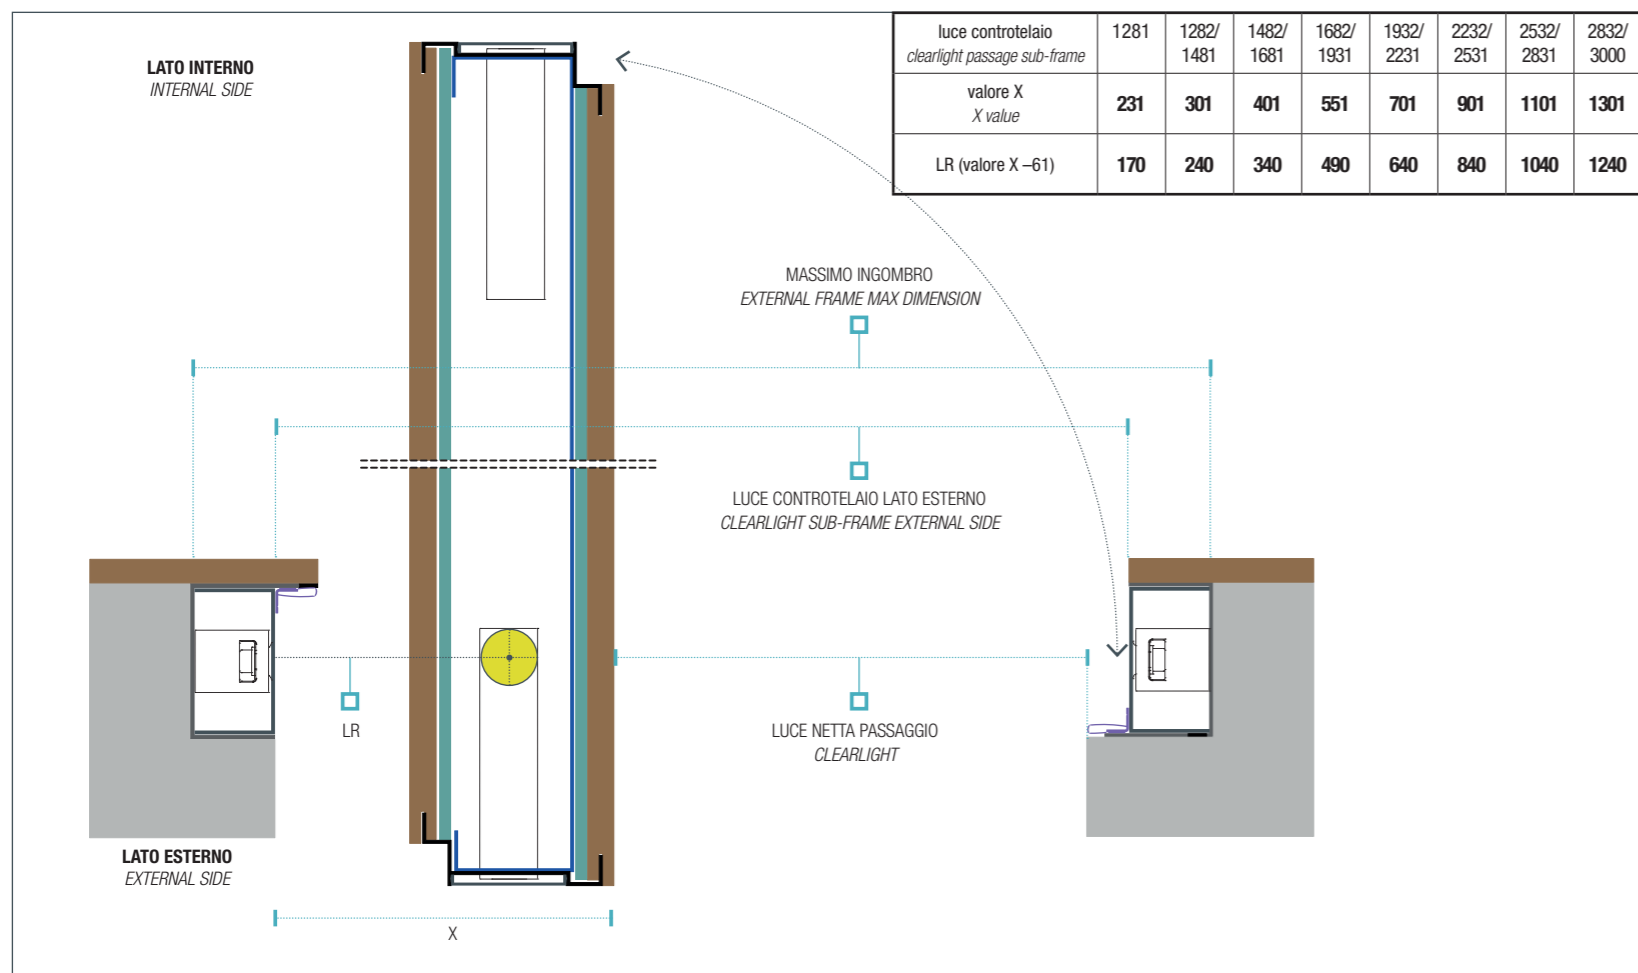 LATO INTERNO
INTERNAL SIDE
luce controtelaio
clearlight passage sub-frame
1281
1282/
1481
1482/
1681
1682/
1931
1932/
2231
2232/
2531
2532/
2831
2832/
3000
valore X
X value
231 301 401 551 701 901 1101 1301
LR (valore X –61) 170 240 340 490 640 840 1040 1240
MASSIMO INGOMBRO
EXTERNAL FRAME MAX DIMENSION
LUCE CONTROTELAIO LATO ESTERNO
CLEARLIGHT SUB-FRAME EXTERNAL SIDE
LR
LUCE NETTA PASSAGGIO
CLEARLIGHT
LATO ESTERNO
EXTERNAL SIDE
X